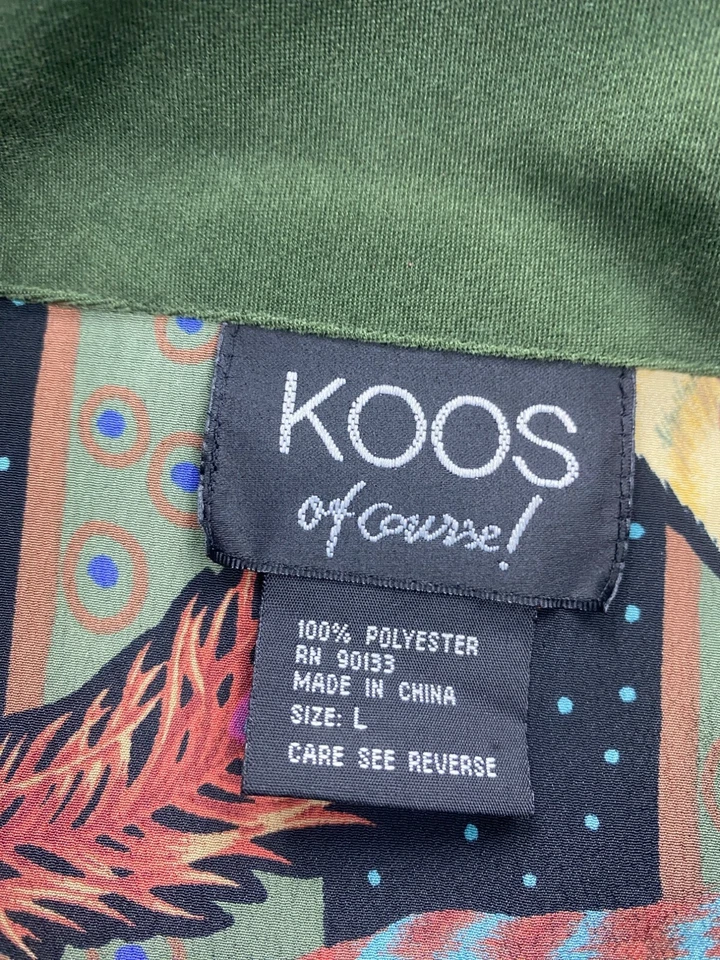 KOOS
of course!
100% POLYESTER
RN 90133
MADE IN CHINA
SIZE: L
CARE SEE REVERSE